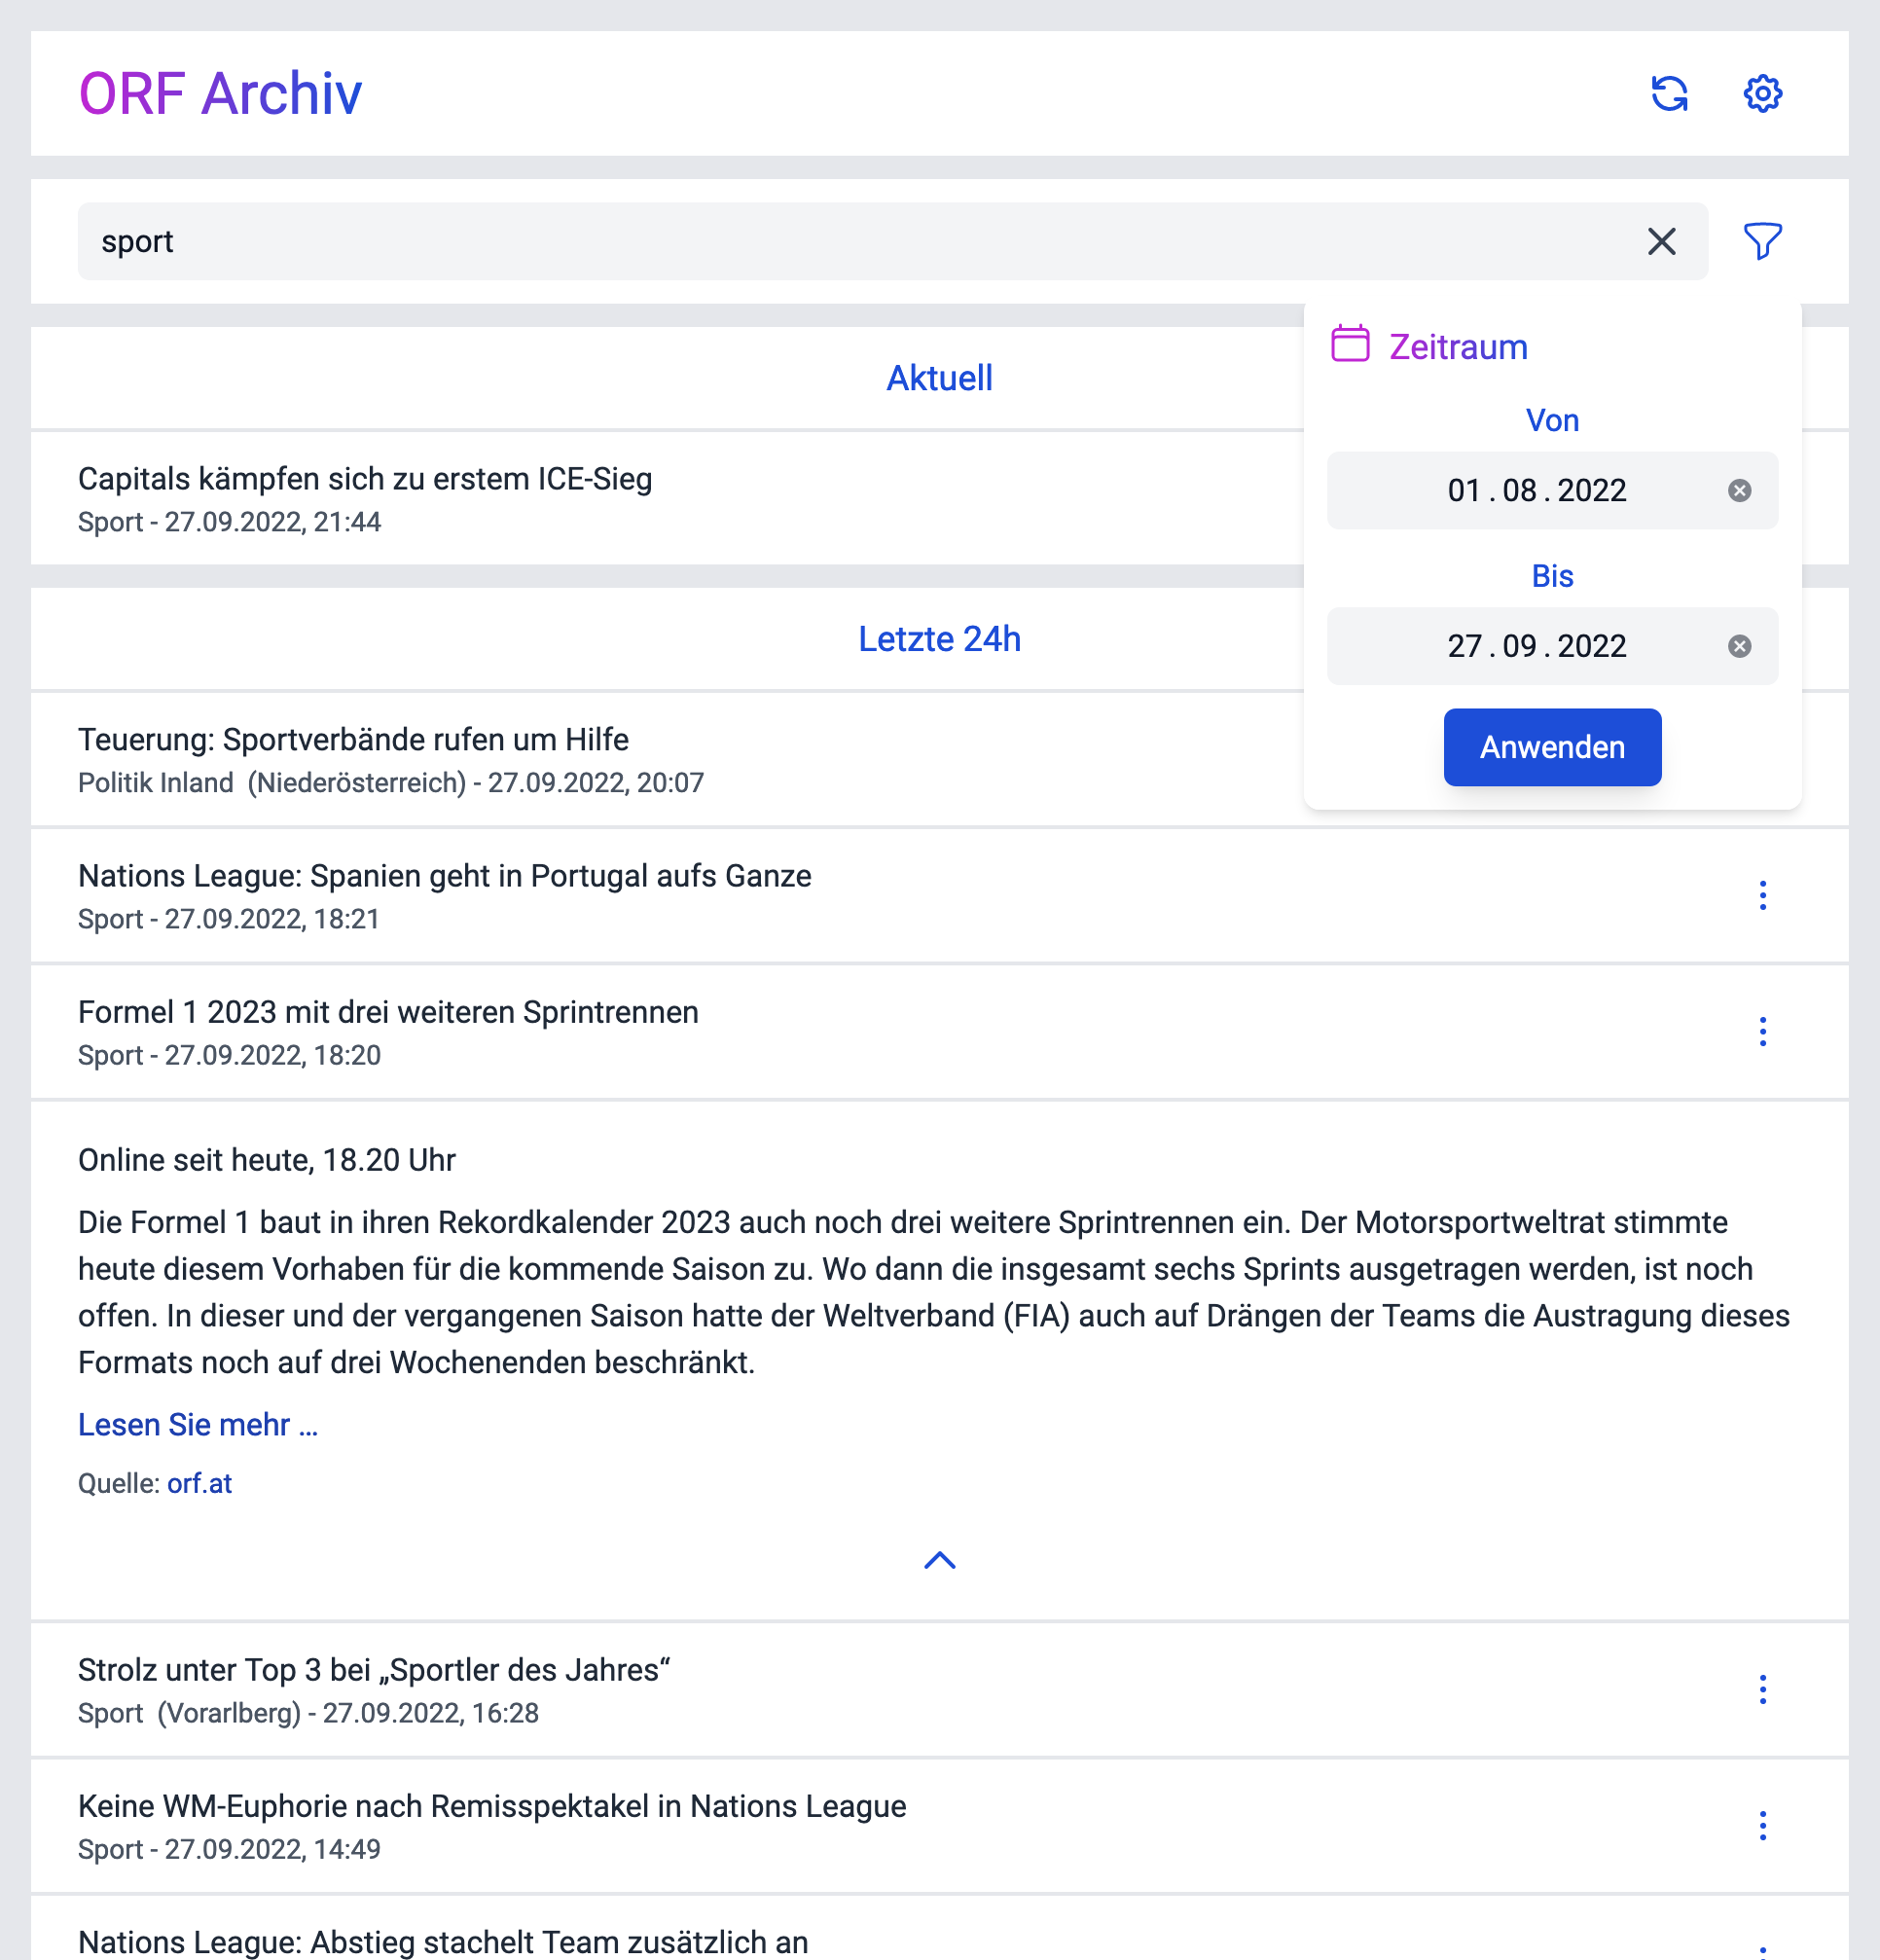 ORF Archiv
sport
Zeitraum
Von
01.08.2022
Bis
27.09.2022
Anwenden
Aktuell
Capitals kämpfen sich zu erstem ICE-Sieg
Sport - 27.09.2022, 21:44
Letzte 24h
Teuerung: Sportverbände rufen um Hilfe
Politik Inland (Niederösterreich) - 27.09.2022, 20:07
Nations League: Spanien geht in Portugal aufs Ganze
Sport - 27.09.2022, 18:21
Formel 1 2023 mit drei weiteren Sprintrennen
Sport - 27.09.2022, 18:20
Online seit heute, 18.20 Uhr
Die Formel 1 baut in ihren Rekordkalender 2023 auch noch drei weitere Sprintrennen ein. Der Motorsportweltrat stimmte
heute diesem Vorhaben für die kommende Saison zu. Wo dann die insgesamt sechs Sprints ausgetragen werden, ist noch
offen. In dieser und der vergangenen Saison hatte der Weltverband (FIA) auch auf Drängen der Teams die Austragung dieses
Formats noch auf drei Wochenenden beschränkt.
Lesen Sie mehr …
Quelle: orf.at
Strolz unter Top 3 bei „Sportler des Jahres“
Sport (Vorarlberg) - 27.09.2022, 16:28
Keine WM-Euphorie nach Remisspektakel in Nations League
Sport - 27.09.2022, 14:49
Nations League: Abstieg stachelt Team zusätzlich an